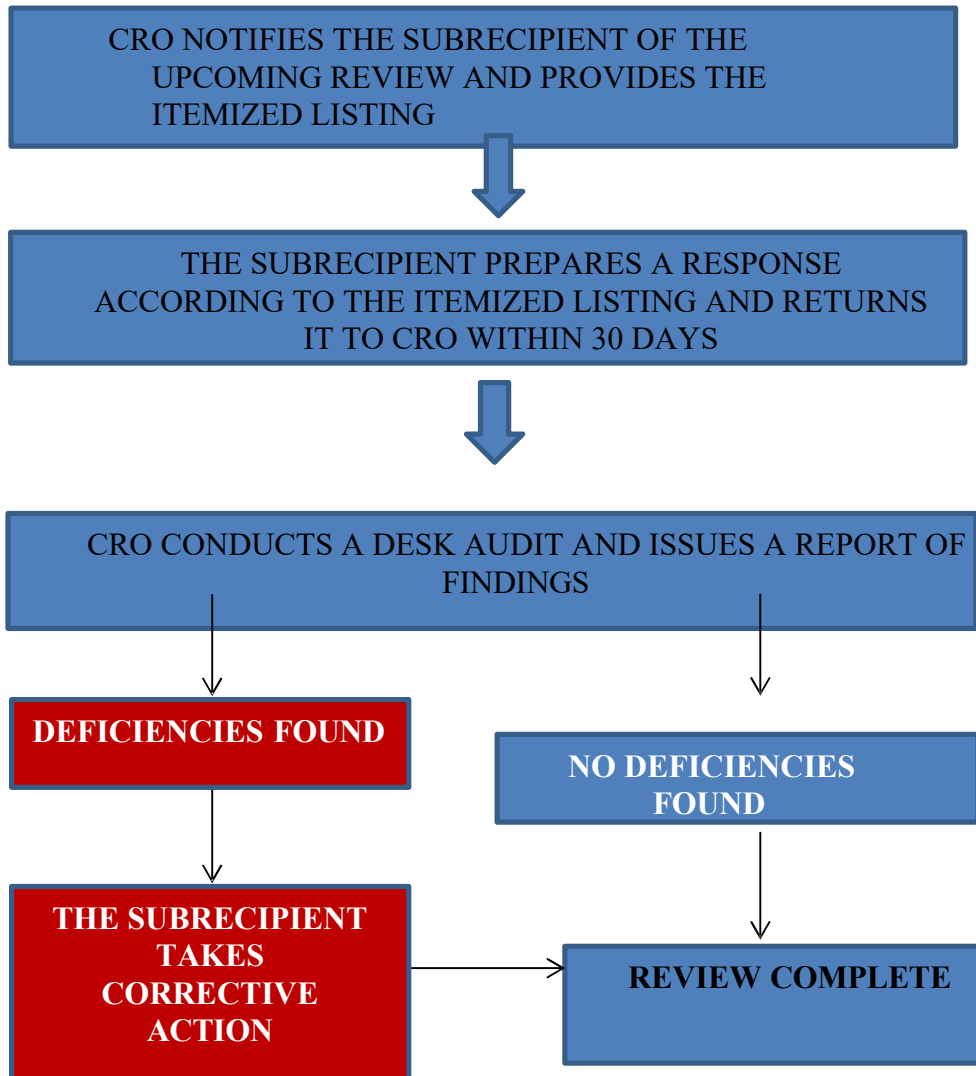 CRO NOTIFIES THE SUBRECIPIENT OF THE
UPCOMING REVIEW AND PROVIDES THE
ITEMIZED LISTING
THE SUBRECIPIENT PREPARES A RESPONSE
ACCORDING TO THE ITEMIZED LISTING AND RETURNS
IT TO CRO WITHIN 30 DAYS
CRO CONDUCTS A DESK AUDIT AND ISSUES A REPORT OF
FINDINGS
DEFICIENCIES FOUND
NO DEFICIENCIES
FOUND
THE SUBRECIPIENT
TAKES
CORRECTIVE
ACTION
REVIEW COMPLETE